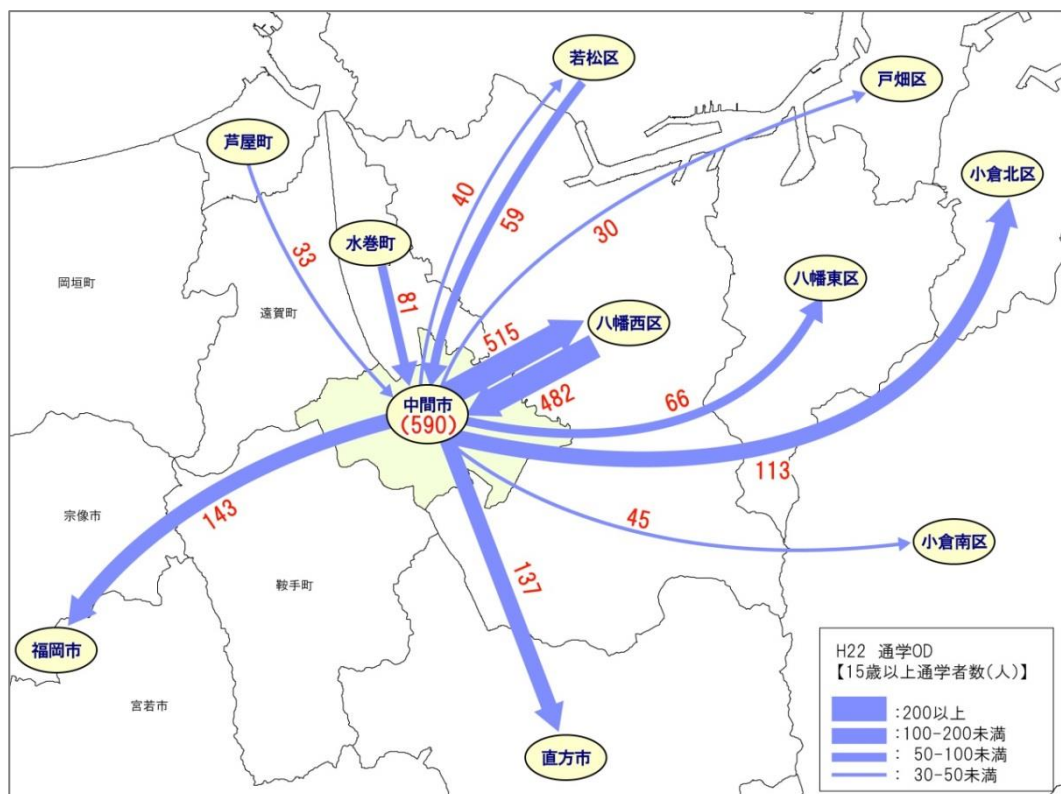 若松区
戸畑区
芦屋町
小倉北区
40
59
30
水巻町
33
岡垣町
81
八幡東区
遠賀町
515
八幡西区
482
66
中間市
(590)
113
143
45
宗像市
小倉南区
137
鞍手町
福岡市
宮若市
直方市
H22 通学OD
【15歳以上通学者数(人)】
:200以上
:100-200未満
: 50-100未満
: 30-50未満